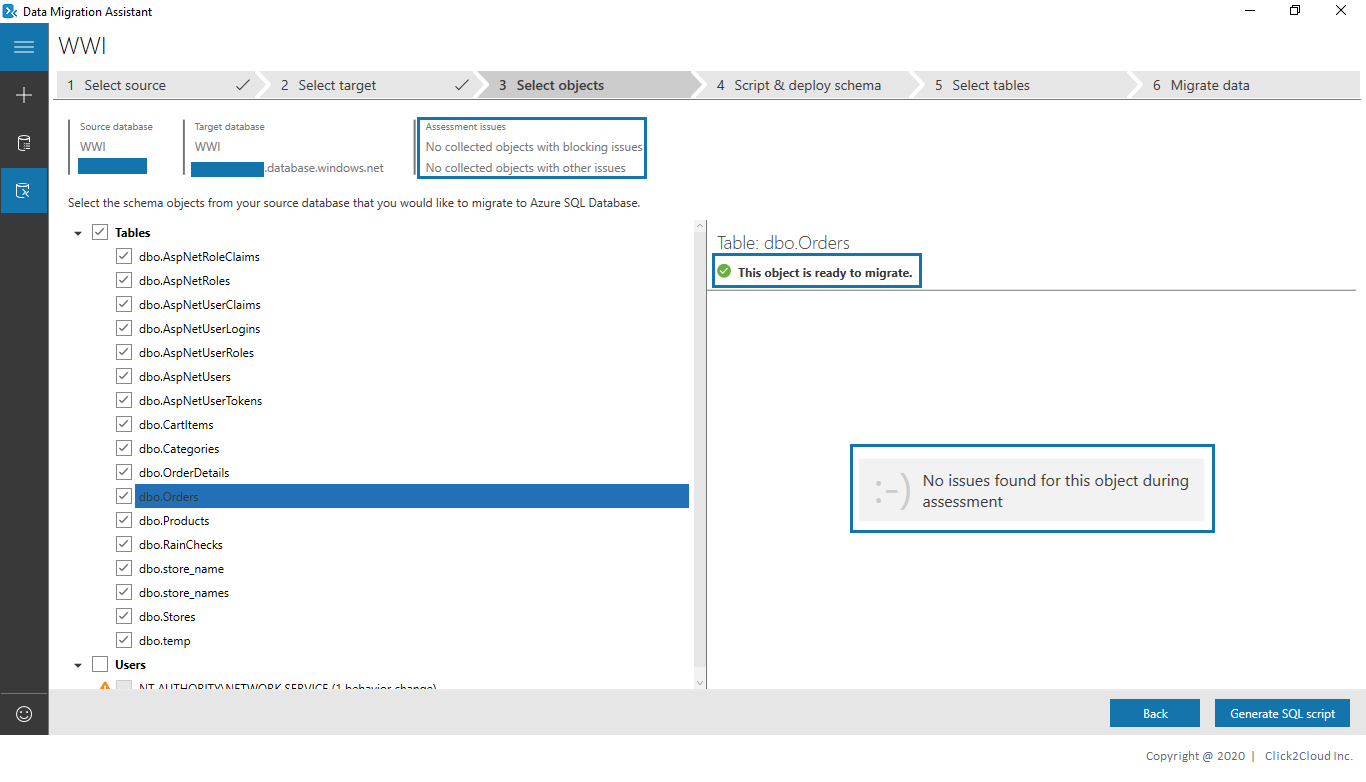 Data Migration Assistant
WWI
1 Select source
2 Select target
3 Select objects
4 Script & deploy schema
5 Select tables
6 Migrate data
Source database
WWI
Target database
WWI
.database.windows.net
Assessment issues
No collected objects with blocking issues
No collected objects with other issues
Select the schema objects from your source database that you would like to migrate to Azure SQL Database.
Tables
dbo.AspNetRoleClaims
dbo.AspNetRoles
dbo.AspNetUserClaims
dbo.AspNetUserLogins
dbo.AspNetUserRoles
dbo.AspNetUsers
dbo.AspNetUserTokens
dbo.CartItems
dbo.Categories
dbo.OrderDetails
dbo.Orders
dbo.Products
dbo.RainChecks
dbo.store_name
dbo.store_names
dbo.Stores
dbo.temp
Users
NT AUTHORITY\NETWORK SERVICE (1 behavior change)
Table: dbo.Orders
This object is ready to migrate.
:-)
No issues found for this object during
assessment
Back
Generate SQL script
Copyright @ 2020 | Click2Cloud Inc.